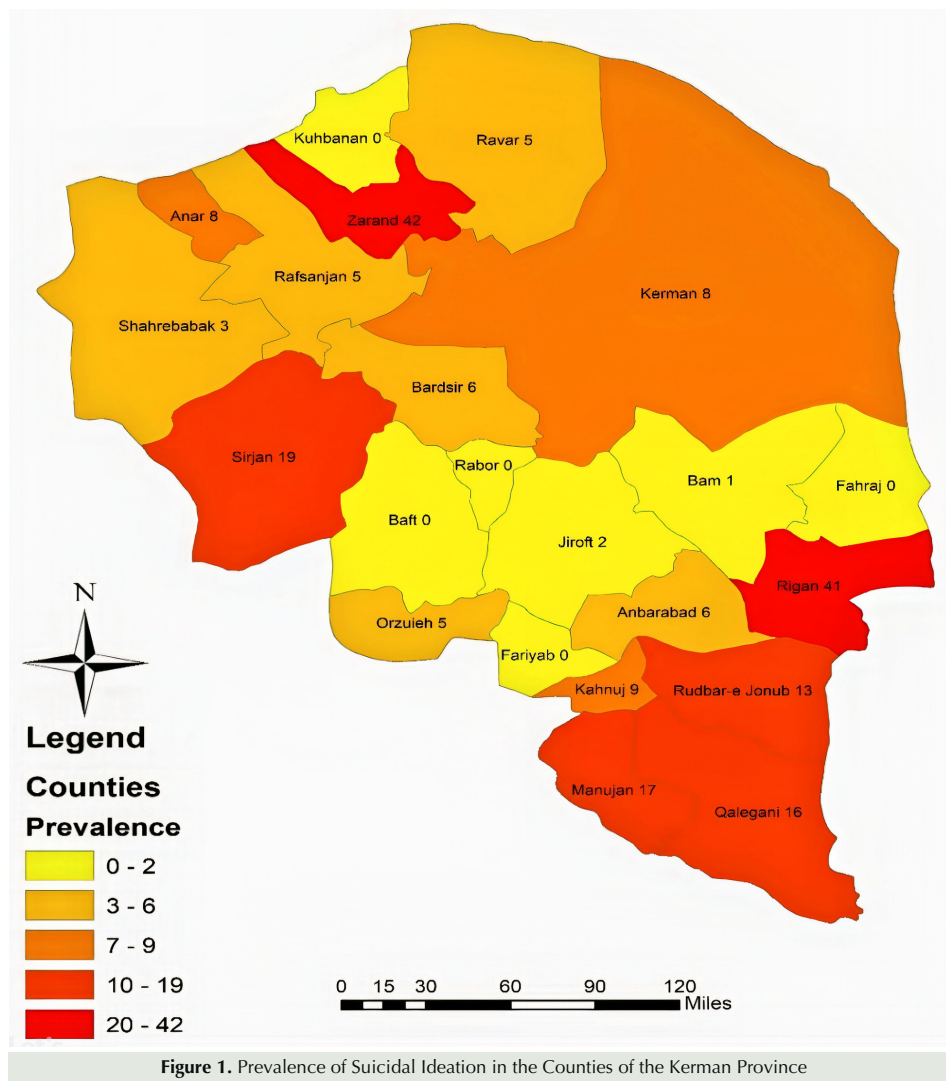 Kuhbanan 0
Ravar 5
Anar 8
Zarand 42
Rafsanjan 5
Kerman 8
Shahrebabak 3
Bardsir 6
Sirjan 19
Rabor 0
Bam 1
Fahraj 0
Baft 0
Jiroft 2
Rigan 41
Orzuieh 5
Anbarabad 6
Fariyab 0
Kahnuj 9
Rudbar-e Jonub 13
Manujan 17
Qalegani 16
N
Legend
Counties
Prevalence
0 - 2
3 - 6
7 - 9
10 - 19
20 - 42
0 15 30 60 90 120
Miles
Figure 1. Prevalence of Suicidal Ideation in the Counties of the Kerman Province